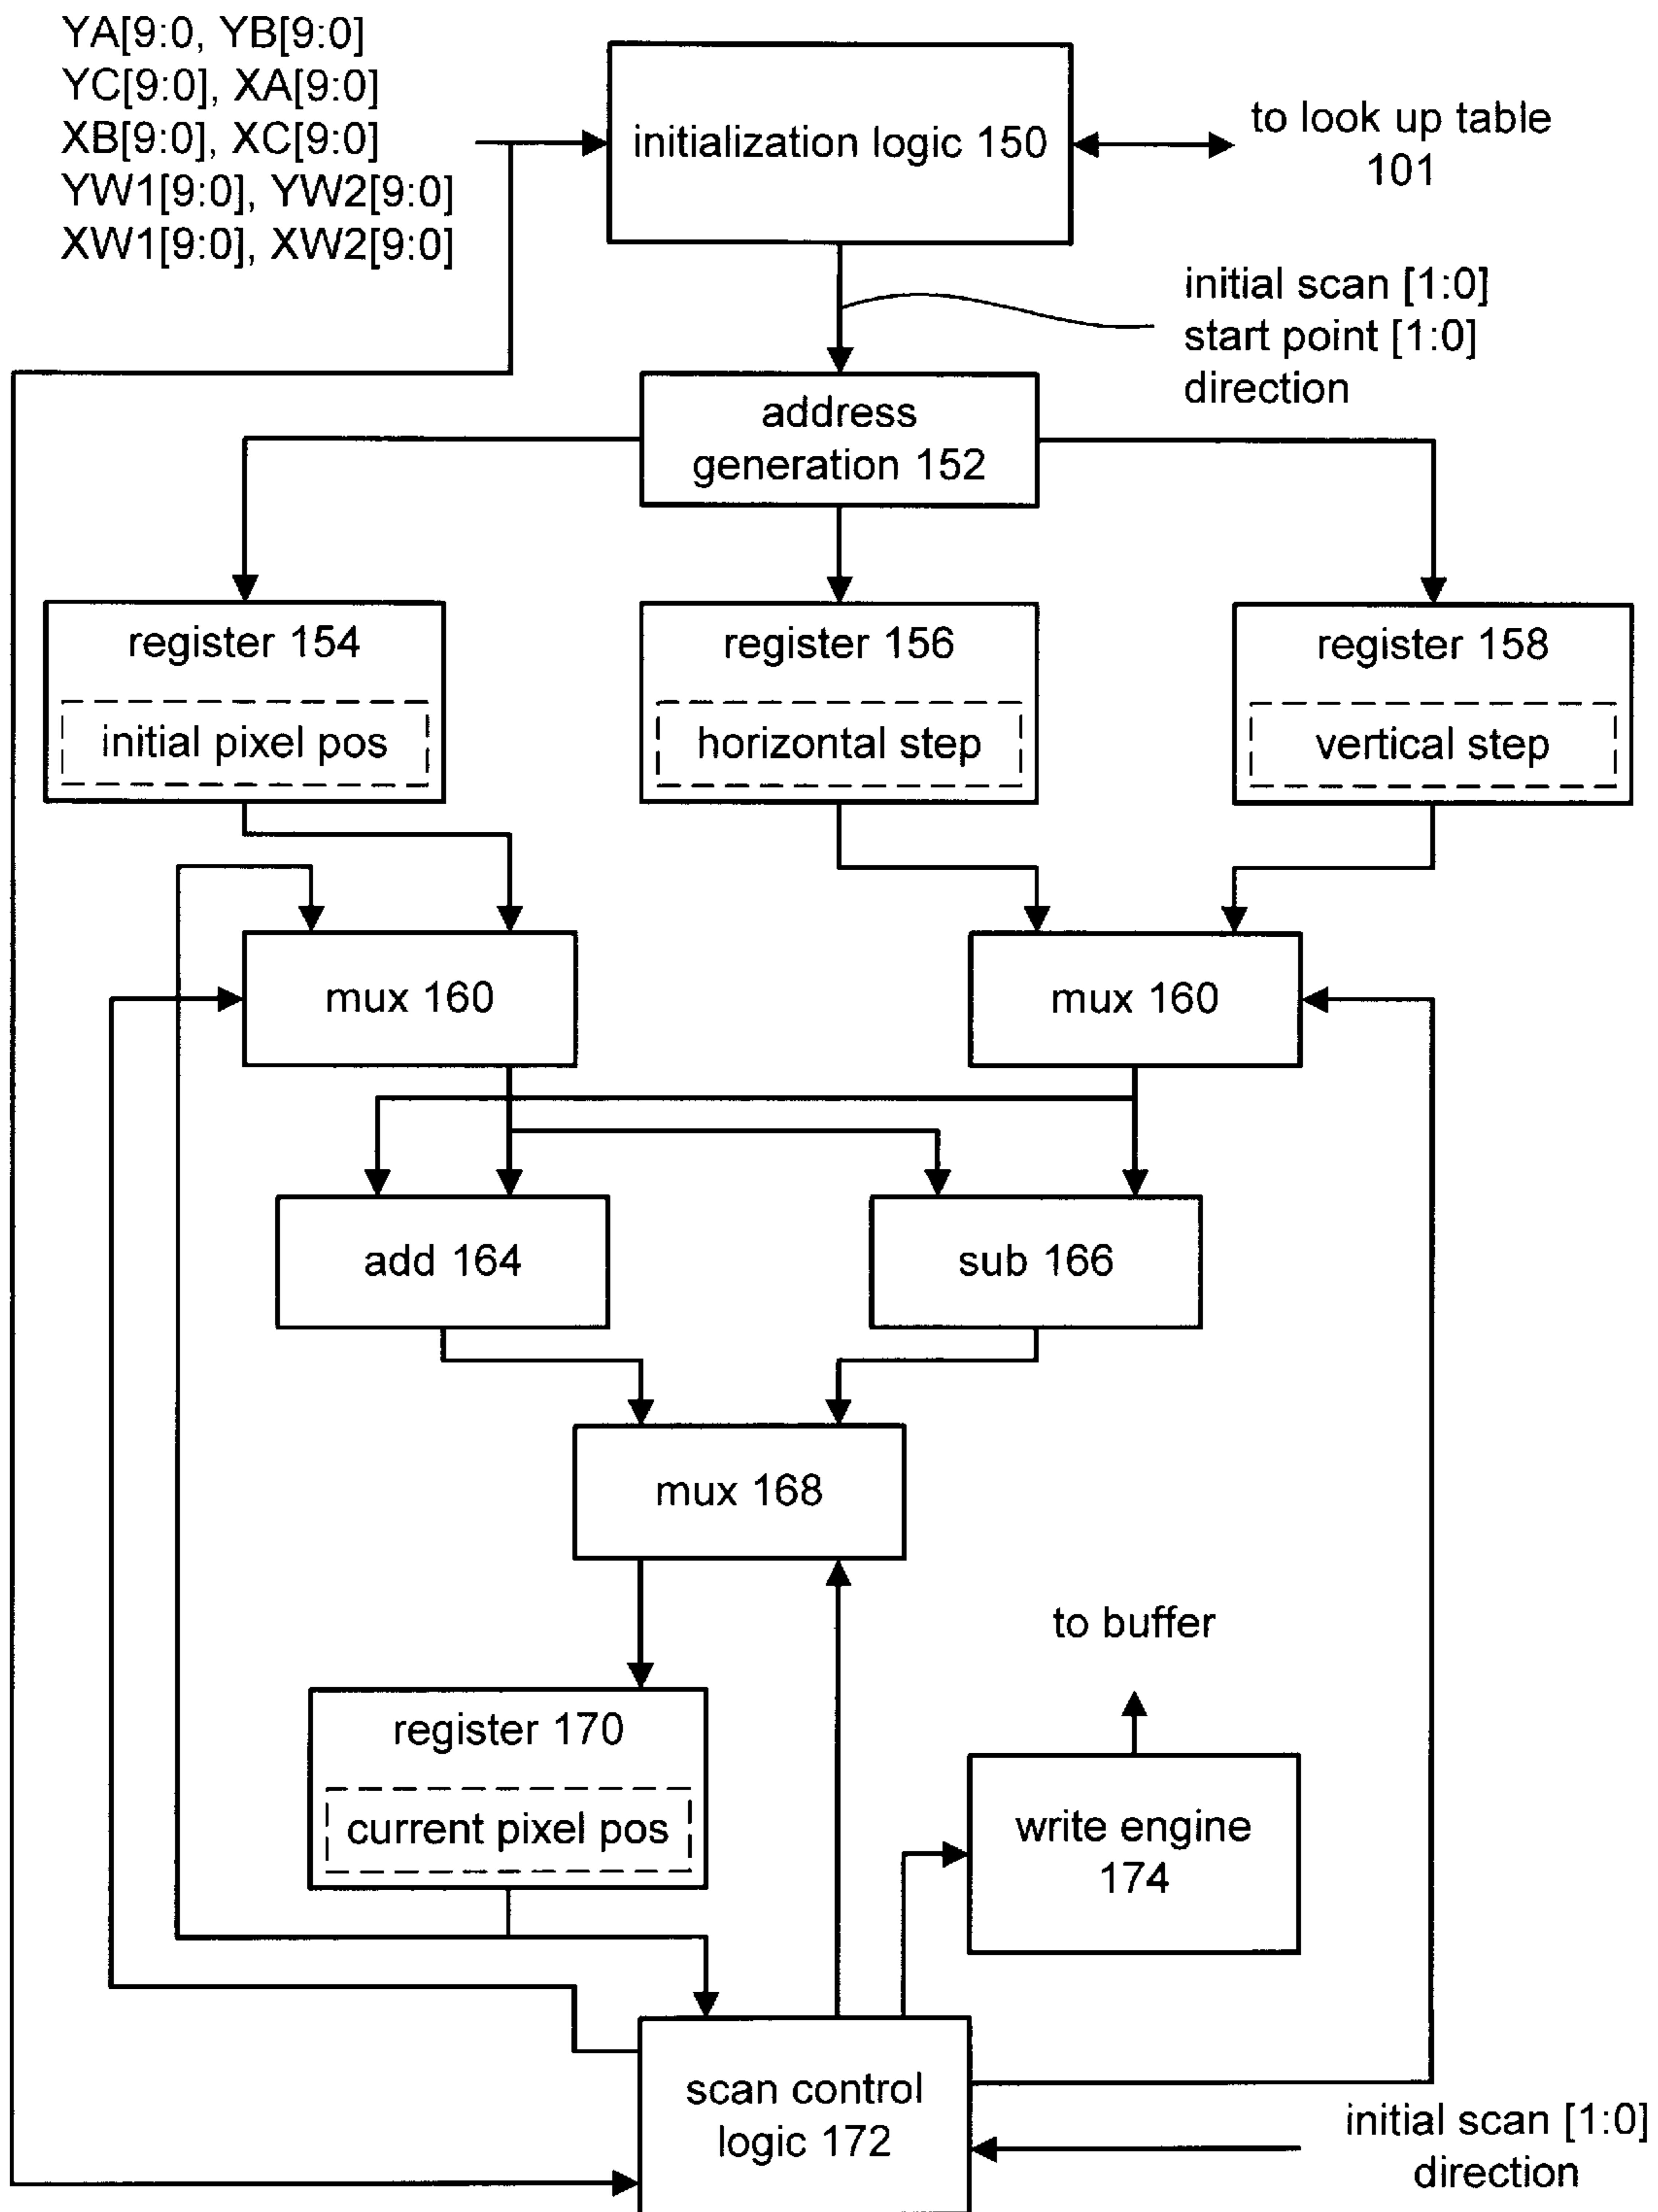 YA[9:0, YB[9:0]
YC[9:0], XA[9:0]
XB[9:0], XC[9:0]
YW1[9:0], YW2[9:0]
XW1[9:0], XW2[9:0]
initialization logic 150
to look up table
101
initial scan [1:0]
start point [1:0]
direction
address
generation 152
register 154
initial pixel pos
register 156
horizontal step
register 158
vertical step
mux 160
mux 160
add 164
sub 166
mux 168
to buffer
register 170
current pixel pos
write engine
174
scan control
logic 172
initial scan [1:0]
direction